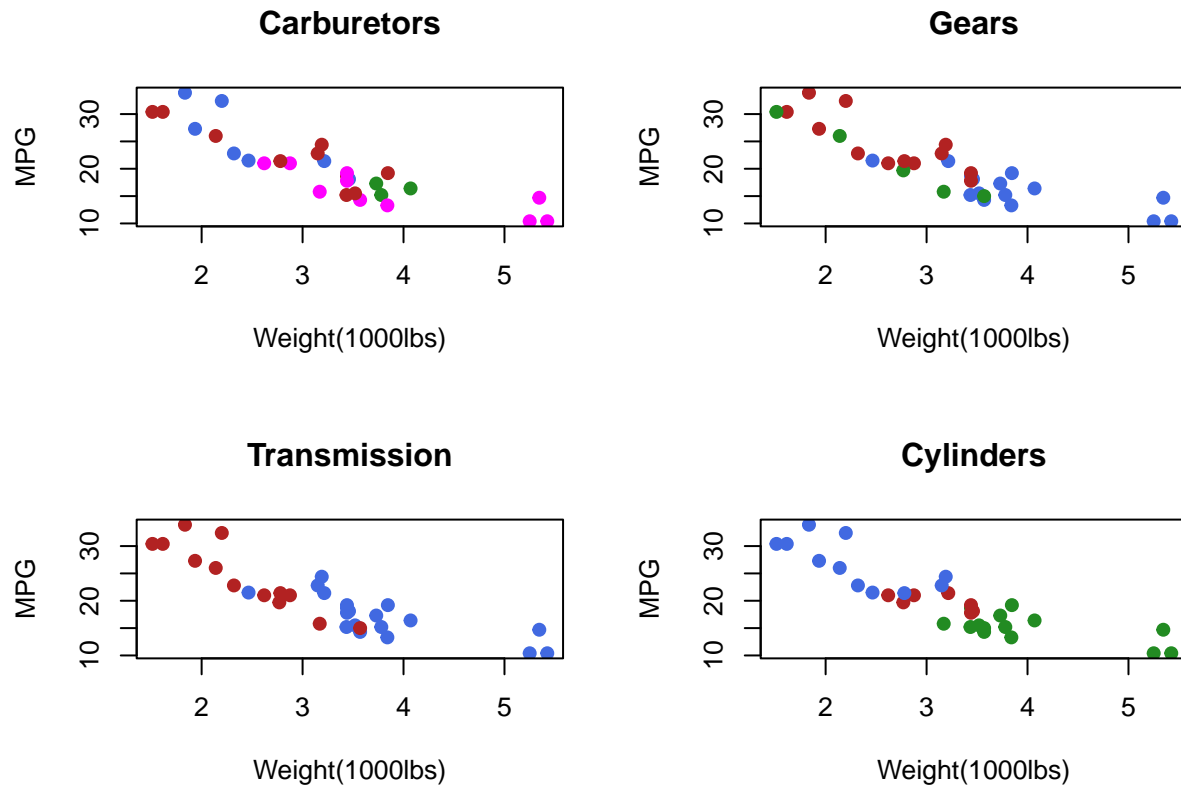 Carburetors
MPG
10
20
30
2 3 4 5
Weight(1000lbs)
Gears
MPG
10
20
30
2 3 4 5
Weight(1000lbs)
Transmission
MPG
10
20
30
2 3 4 5
Weight(1000lbs)
Cylinders
MPG
10
20
30
2 3 4 5
Weight(1000lbs)